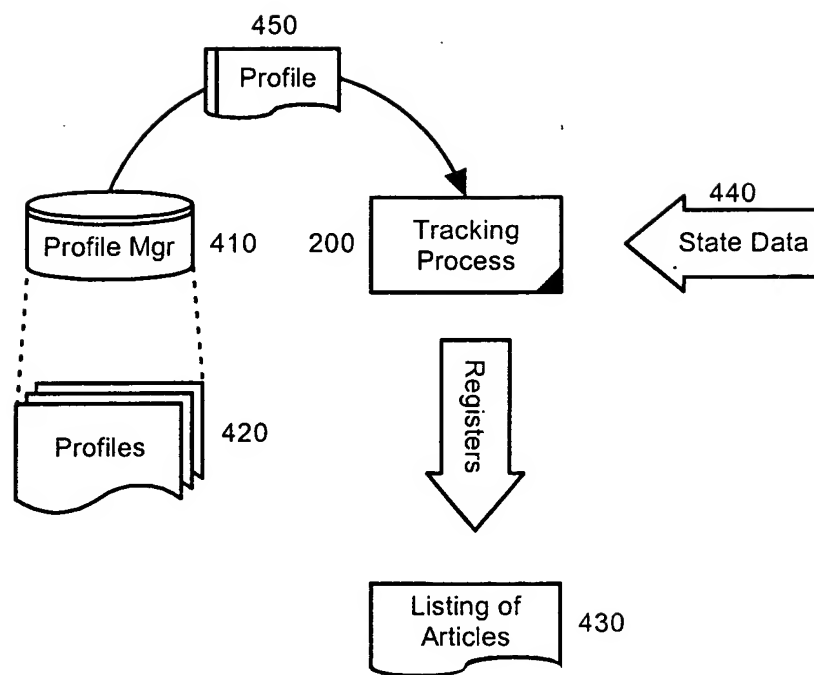 450
Profile
440
Profile Mgr
410
200
Tracking
Process
State Data
Registers
Profiles
420
Listing of
Articles
430